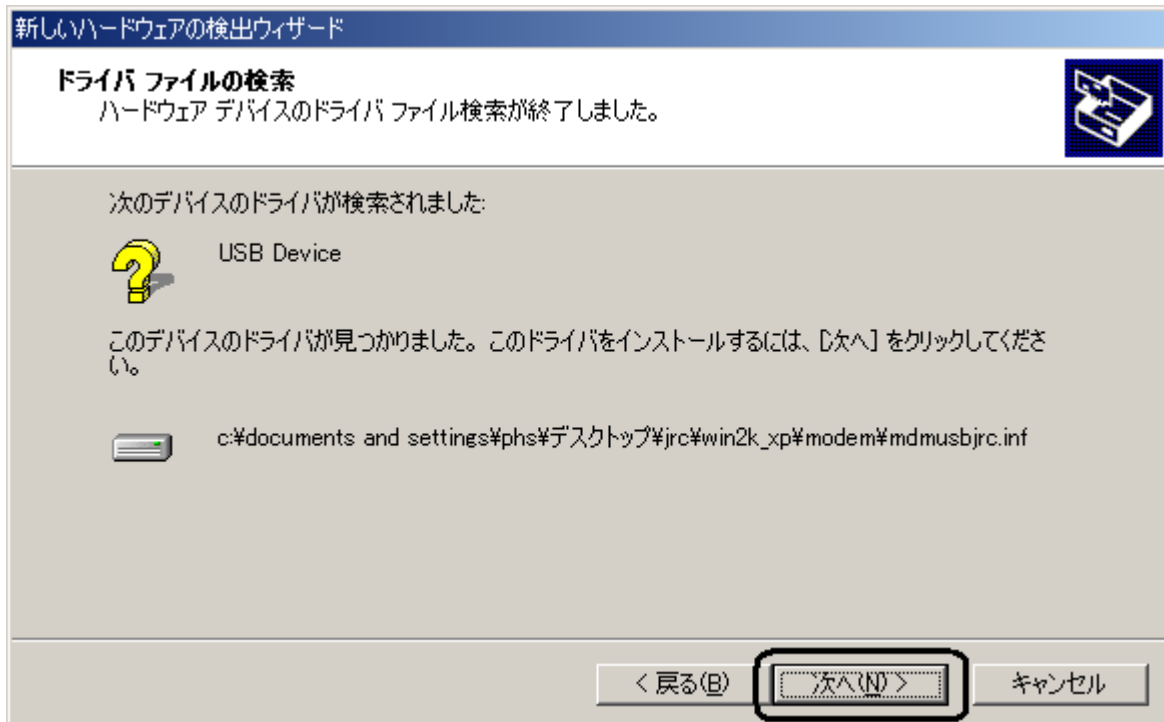 新しいハードウェアの検出ウィザード
ドライバ ファイルの検索
ハードウェア デバイスのドライバ ファイル検索が終了しました。
次のデバイスのドライバが検索されました:
USB Device
このデバイスのドライバが見つかりました。このドライバをインストールするには、[次へ] をクリックしてくださ
い。
c:¥documents and settings¥phs¥デスクトップ¥jrc¥win2k_xp¥modem¥mdmusbjrc.inf
< 戻る(B)
次へ(N) >
キャンセル